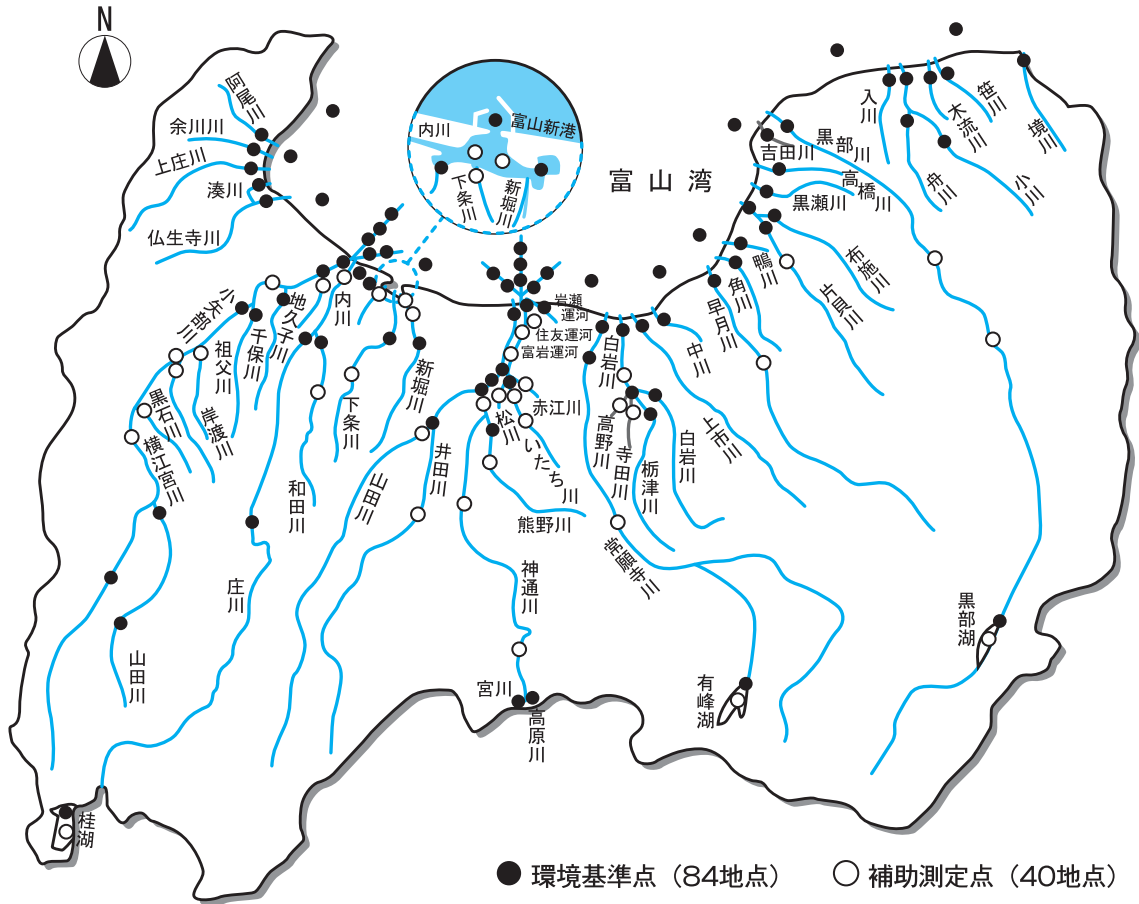 N
阿尾川
余川川
上庄川
湊川
仏生寺川
内川
富山新港
下条川
新堀川
富山湾
入川
木流川
笹川
境川
吉田川
黒部川
高橋川
黒瀬川
舟川
小川
布施川
片貝川
鴨川
角川
早月川
中川
上市川
岩瀬運河
住友運河
富岩運河
小矢部川
地久子川
千保川
祖父川
岸渡川
黒石川
横江宮川
内川
新堀川
下条川
和田川
庄川
山田川
山田川
井田川
松川
赤江川
いたち川
熊野川
神通川
宮川
高原川
白岩川
高野川
寺田川
栃津川
白岩川
常願寺川
有峰湖
黒部湖
桂湖
環境基準点（84地点）
補助測定点（40地点）